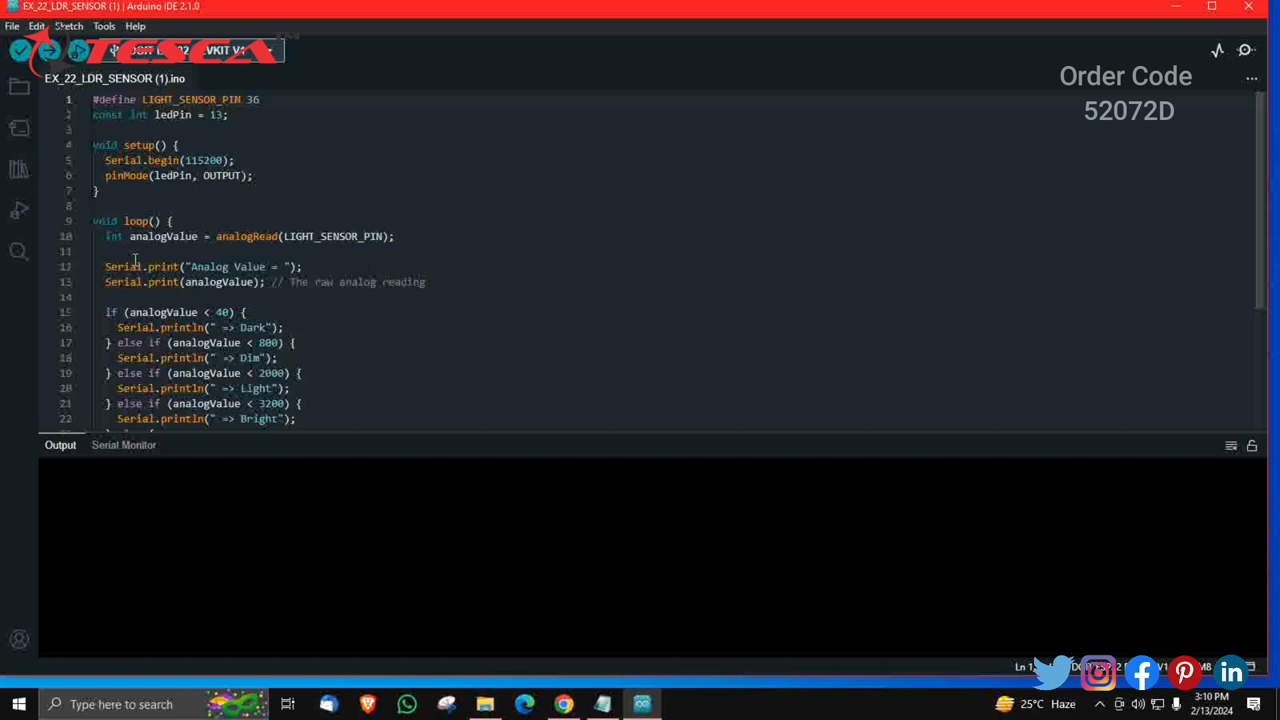 EX_22_LDR_SENSOR (1) | Arduino IDE 2.1.0
File Edit Sketch Tools Help
TESCA
Order Code
52072D
EX_22_LDR_SENSOR (1).ino
1 #define LIGHT_SENSOR_PIN 36
2 const int ledPin = 13;
3
4 void setup() {
5 Serial.begin(115200);
6 pinMode(ledPin, OUTPUT);
7 }
8
9 void loop() {
10 int analogValue = analogRead(LIGHT_SENSOR_PIN);
11
12 Serial.print("Analog Value = ");
13 Serial.print(analogValue); // The raw analog reading
14
15 if (analogValue < 40) {
16 Serial.println(" => Dark");
17 } else if (analogValue < 800) {
18 Serial.println(" => Dim");
19 } else if (analogValue < 2000) {
20 Serial.println(" => Light");
21 } else if (analogValue < 3200) {
22 Serial.println(" => Bright");
Output Serial Monitor
Type here to search
25°C Haze
3:10 PM
2/13/2024